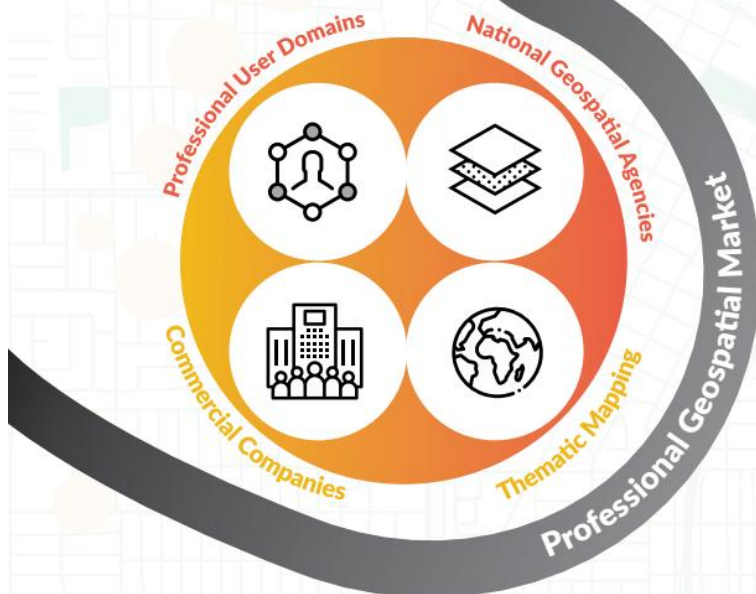 Professional User Domains
National Geospatial Agencies
Commercial Companies
Thematic Mapping
Professional Geospatial Market